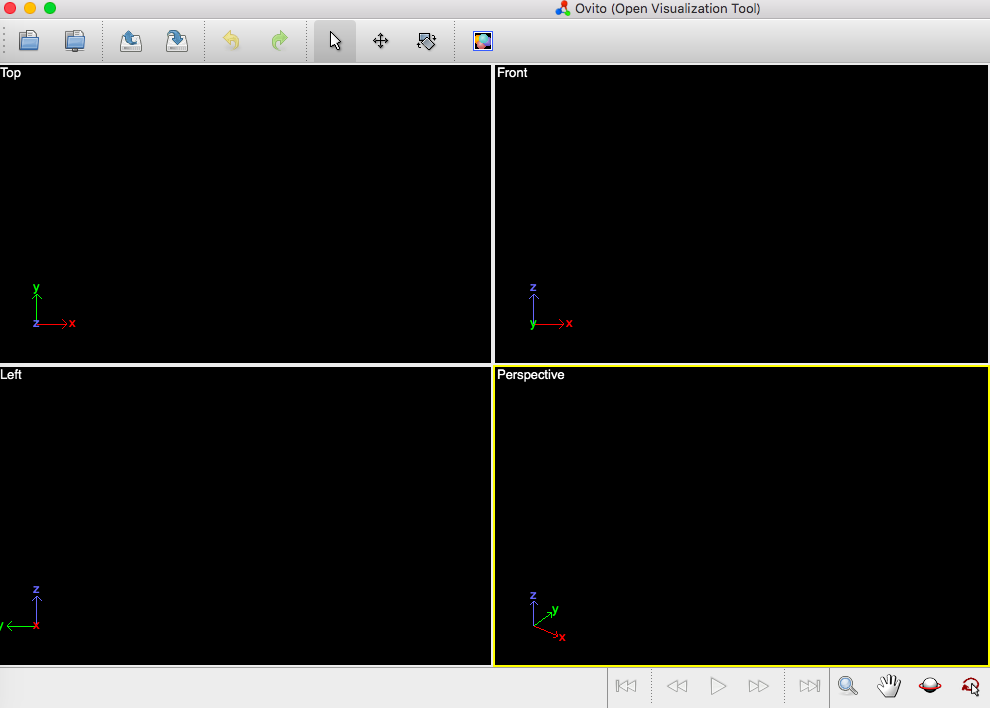 Ovito (Open Visualization Tool)
Top
Front
y
z
x
z
y
x
Left
Perspective
z
y
x
z
y
x